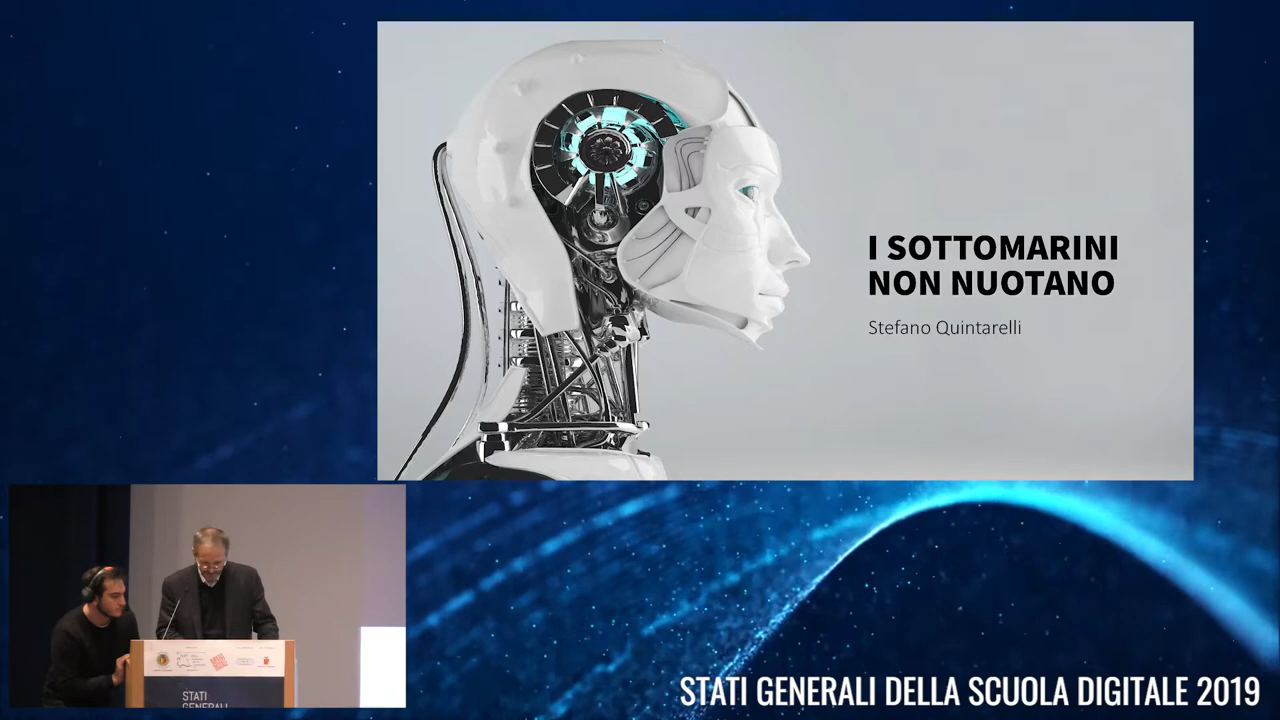 I SOTTOMARINI
NON NUOTANO
Stefano Quintarelli
STATI
GENERALI
STATI GENERALI DELLA SCUOLA DIGITALE 2019